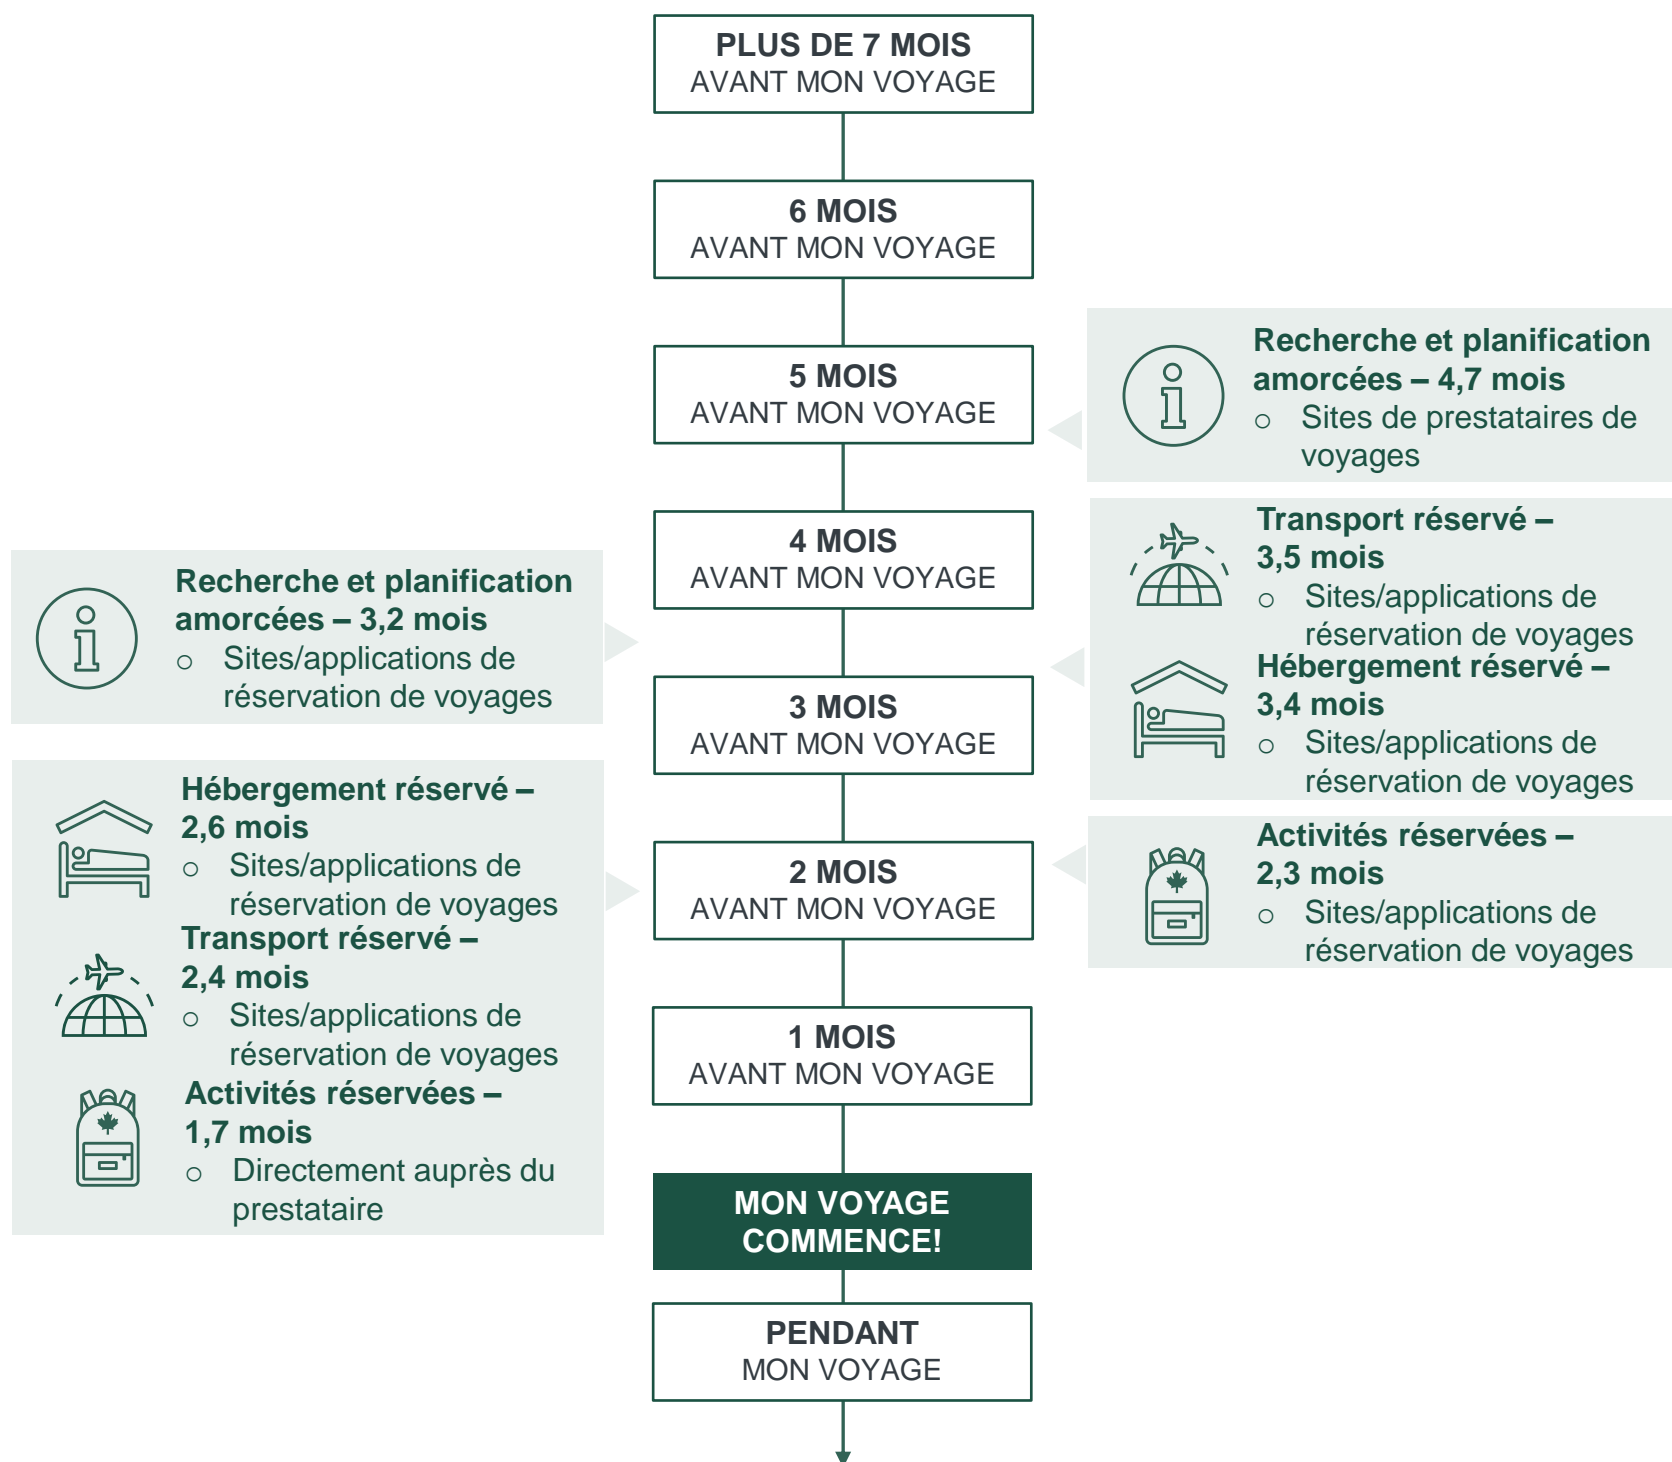 PLUS DE 7 MOIS
AVANT MON VOYAGE
6 MOIS
AVANT MON VOYAGE
5 MOIS
AVANT MON VOYAGE
4 MOIS
AVANT MON VOYAGE
3 MOIS
AVANT MON VOYAGE
2 MOIS
AVANT MON VOYAGE
1 MOIS
AVANT MON VOYAGE
MON VOYAGE
COMMENCE!
PENDANT
MON VOYAGE
Recherche et planification
amorcées – 3,2 mois
o Sites/applications de
réservation de voyages
Hébergement réservé –
2,6 mois
o Sites/applications de
réservation de voyages
Transport réservé –
2,4 mois
o Sites/applications de
réservation de voyages
Activités réservées –
1,7 mois
o Directement auprès du
prestataire
Recherche et planification
amorcées – 4,7 mois
o Sites de prestataires de
voyages
Transport réservé –
3,5 mois
o Sites/applications de
réservation de voyages
Hébergement réservé –
3,4 mois
o Sites/applications de
réservation de voyages
Activités réservées –
2,3 mois
o Sites/applications de
réservation de voyages